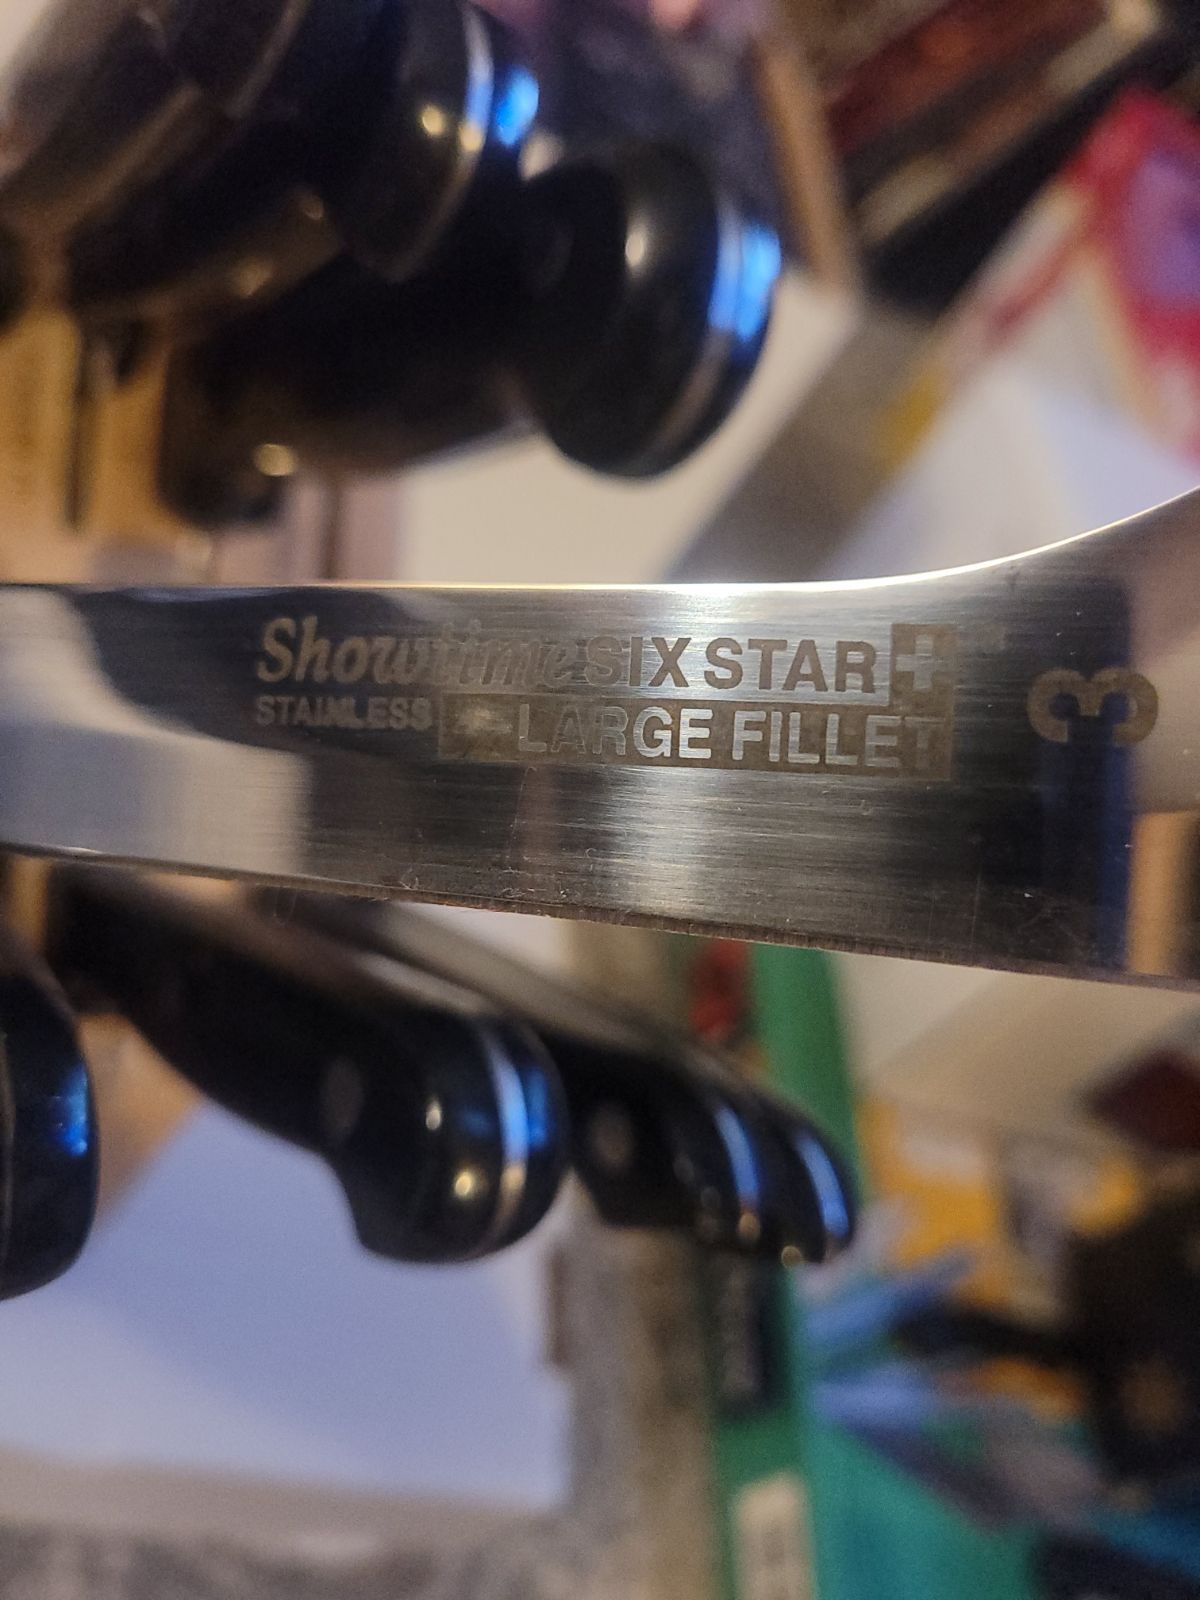 Showtime SIX STAR+
STAINLESS LARGE FILLET
3